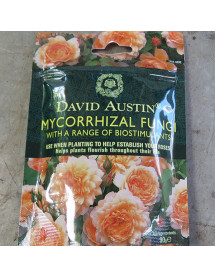 DAVID AUSTIN
MYCORRHIZAL FUNGI
WITH A RANGE OF BIOSTIMULANTS
USE WHEN PLANTING TO HELP ESTABLISH YOUR ROSES
Helps plants flourish throughout their